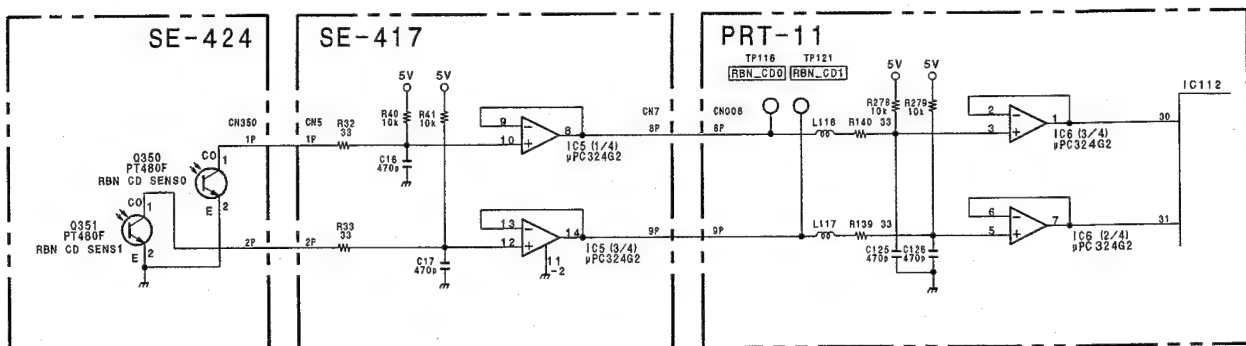 SE-424
SE-417
PRT-11
TP116
TP121
RBN_CD0
RBN_CD1
IC112
5V
5V
5V
5V
R40
10k
R41
10k
R278
10k
R279
10k
CN350
1P
CN5
1P
R32
33
9
10
8
IC5 (1/4)
µPC324G2
CN7
8P
CN006
8P
L116
R140 33
2
3
1
IC6 (3/4)
µPC324G2
30
Q350
PT480F
RBN CD SENS0
CO
1
E
2
C16
470p
Q351
PT480F
RBN CD SENS1
CO
1
E
2
2P
2P
R33
33
13
12
14
11
-2
IC5 (3/4)
µPC324G2
C17
470p
9P
9P
L117
R139 33
6
5
7
IC6 (2/4)
µPC324G2
31
C125
470p
C126
470p